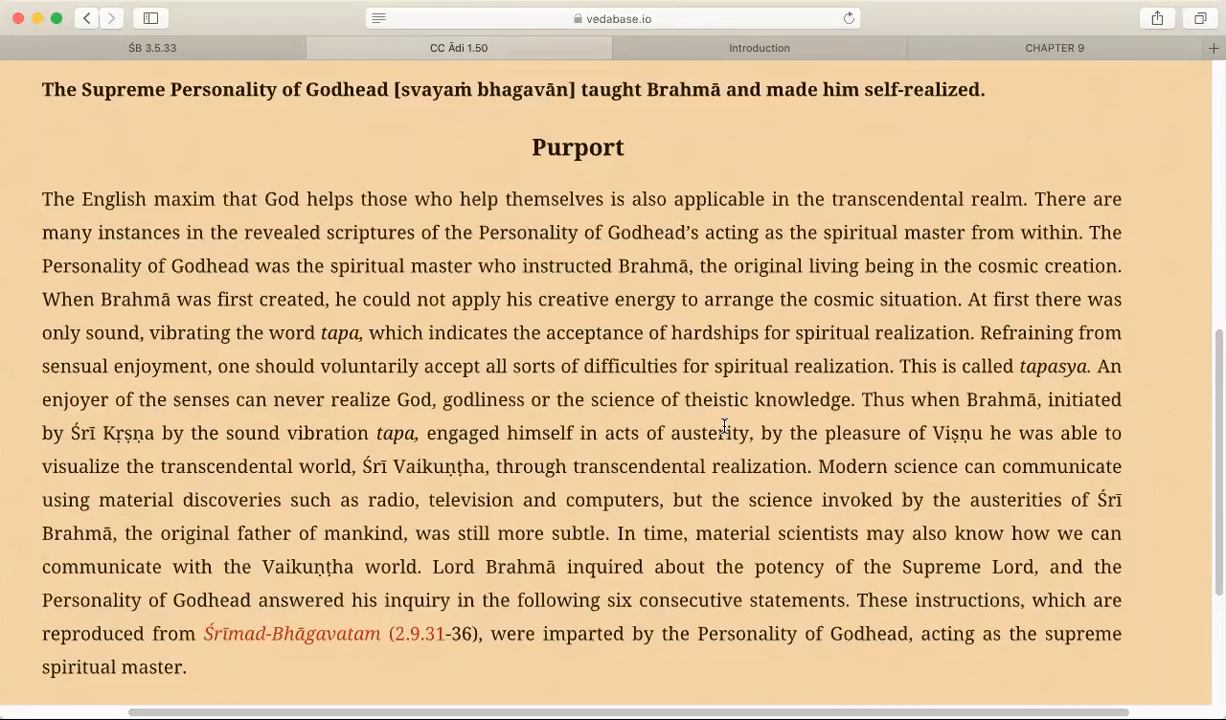 vedabase.io
ŚB 3.5.33
CC Ādi 1.50
Introduction
CHAPTER 9
The Supreme Personality of Godhead [svayaṁ bhagavān] taught Brahmā and made him self-realized.
Purport
The English maxim that God helps those who help themselves is also applicable in the transcendental realm. There are
many instances in the revealed scriptures of the Personality of Godhead’s acting as the spiritual master from within. The
Personality of Godhead was the spiritual master who instructed Brahmā, the original living being in the cosmic creation.
When Brahmā was first created, he could not apply his creative energy to arrange the cosmic situation. At first there was
only sound, vibrating the word tapa, which indicates the acceptance of hardships for spiritual realization. Refraining from
sensual enjoyment, one should voluntarily accept all sorts of difficulties for spiritual realization. This is called tapasya. An
enjoyer of the senses can never realize God, godliness or the science of theistic knowledge. Thus when Brahmā, initiated
by Śrī Kṛṣṇa by the sound vibration tapa, engaged himself in acts of austerity, by the pleasure of Viṣṇu he was able to
visualize the transcendental world, Śrī Vaikuṇṭha, through transcendental realization. Modern science can communicate
using material discoveries such as radio, television and computers, but the science invoked by the austerities of Śrī
Brahmā, the original father of mankind, was still more subtle. In time, material scientists may also know how we can
communicate with the Vaikuṇṭha world. Lord Brahmā inquired about the potency of the Supreme Lord, and the
Personality of Godhead answered his inquiry in the following six consecutive statements. These instructions, which are
reproduced from Śrīmad-Bhāgavatam (2.9.31-36), were imparted by the Personality of Godhead, acting as the supreme
spiritual master.